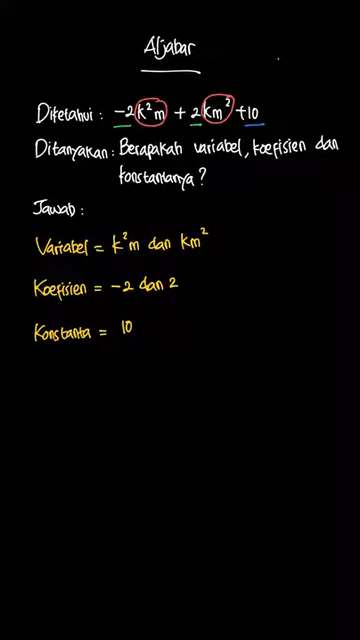 Aljabar
Diketahui : -2k²m + 2km² +10
Ditanyakan : Berapakah variabel, koefisien dan
konstantanya ?
Jawab :
Variabel = k²m dan km²
Koefisien = -2 dan 2
Konstanta = 10